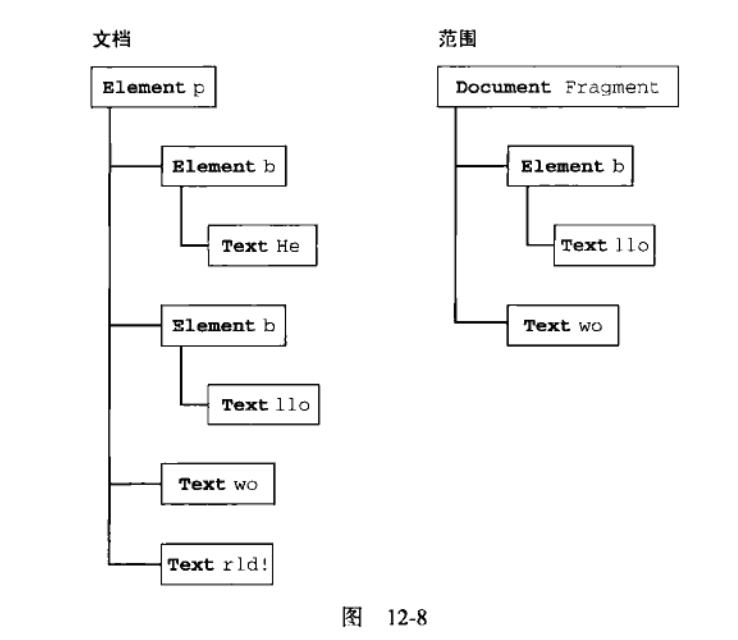 文档
Element p
Element b
Text He
Element b
Text llo
Text wo
Text rld!
范围
Document Fragment
Element b
Text llo
Text wo
图 12-8